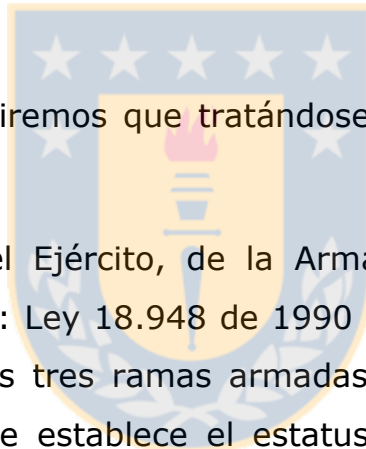 iremos que tratándose
el Ejército, de la Arma
: Ley 18.948 de 1990
s tres ramas armadas
e establece el estatus